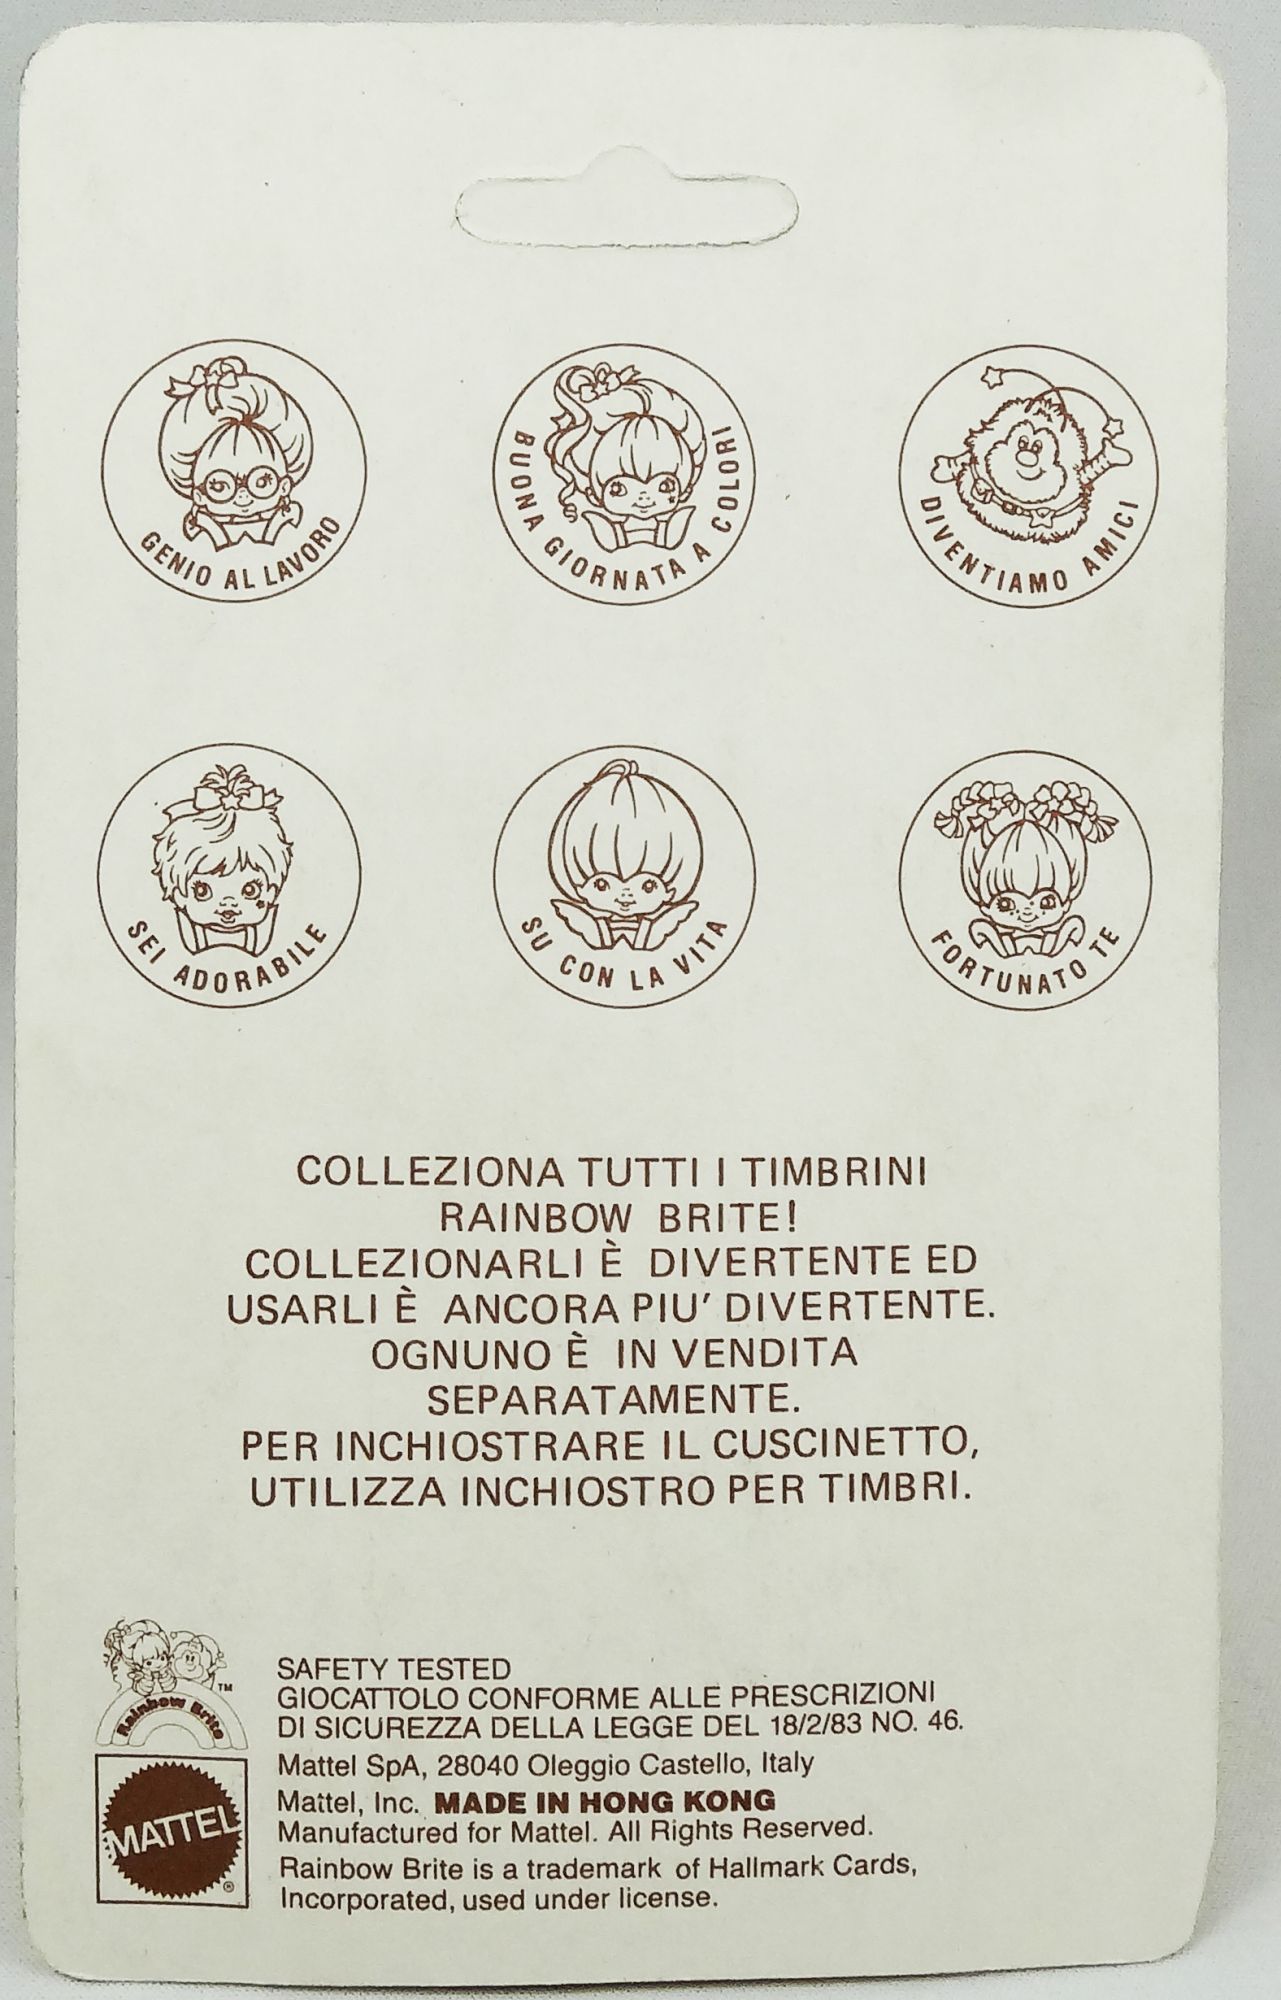 GENIO AL LAVORO
BUONA GIORNATA A COLORI
DIVENTIAMO AMICI
SEI ADORABILE
SU CON LA VITA
FORTUNATO TE
COLLEZIONA TUTTI I TIMBRINI
RAINBOW BRITE!
COLLEZIONARLI È DIVERTENTE ED
USARLI È ANCORA PIU' DIVERTENTE.
OGNUNO È IN VENDITA
SEPARATAMENTE.
PER INCHIOSTRARE IL CUSCINETTO,
UTILIZZA INCHIOSTRO PER TIMBRI.
Rainbow Brite TM
SAFETY TESTED
GIOCATTOLO CONFORME ALLE PRESCRIZIONI
DI SICUREZZA DELLA LEGGE DEL 18/2/83 NO. 46.
Mattel SpA, 28040 Oleggio Castello, Italy
MATTEL ®
Mattel, Inc. MADE IN HONG KONG
Manufactured for Mattel. All Rights Reserved.
Rainbow Brite is a trademark of Hallmark Cards,
Incorporated, used under license.